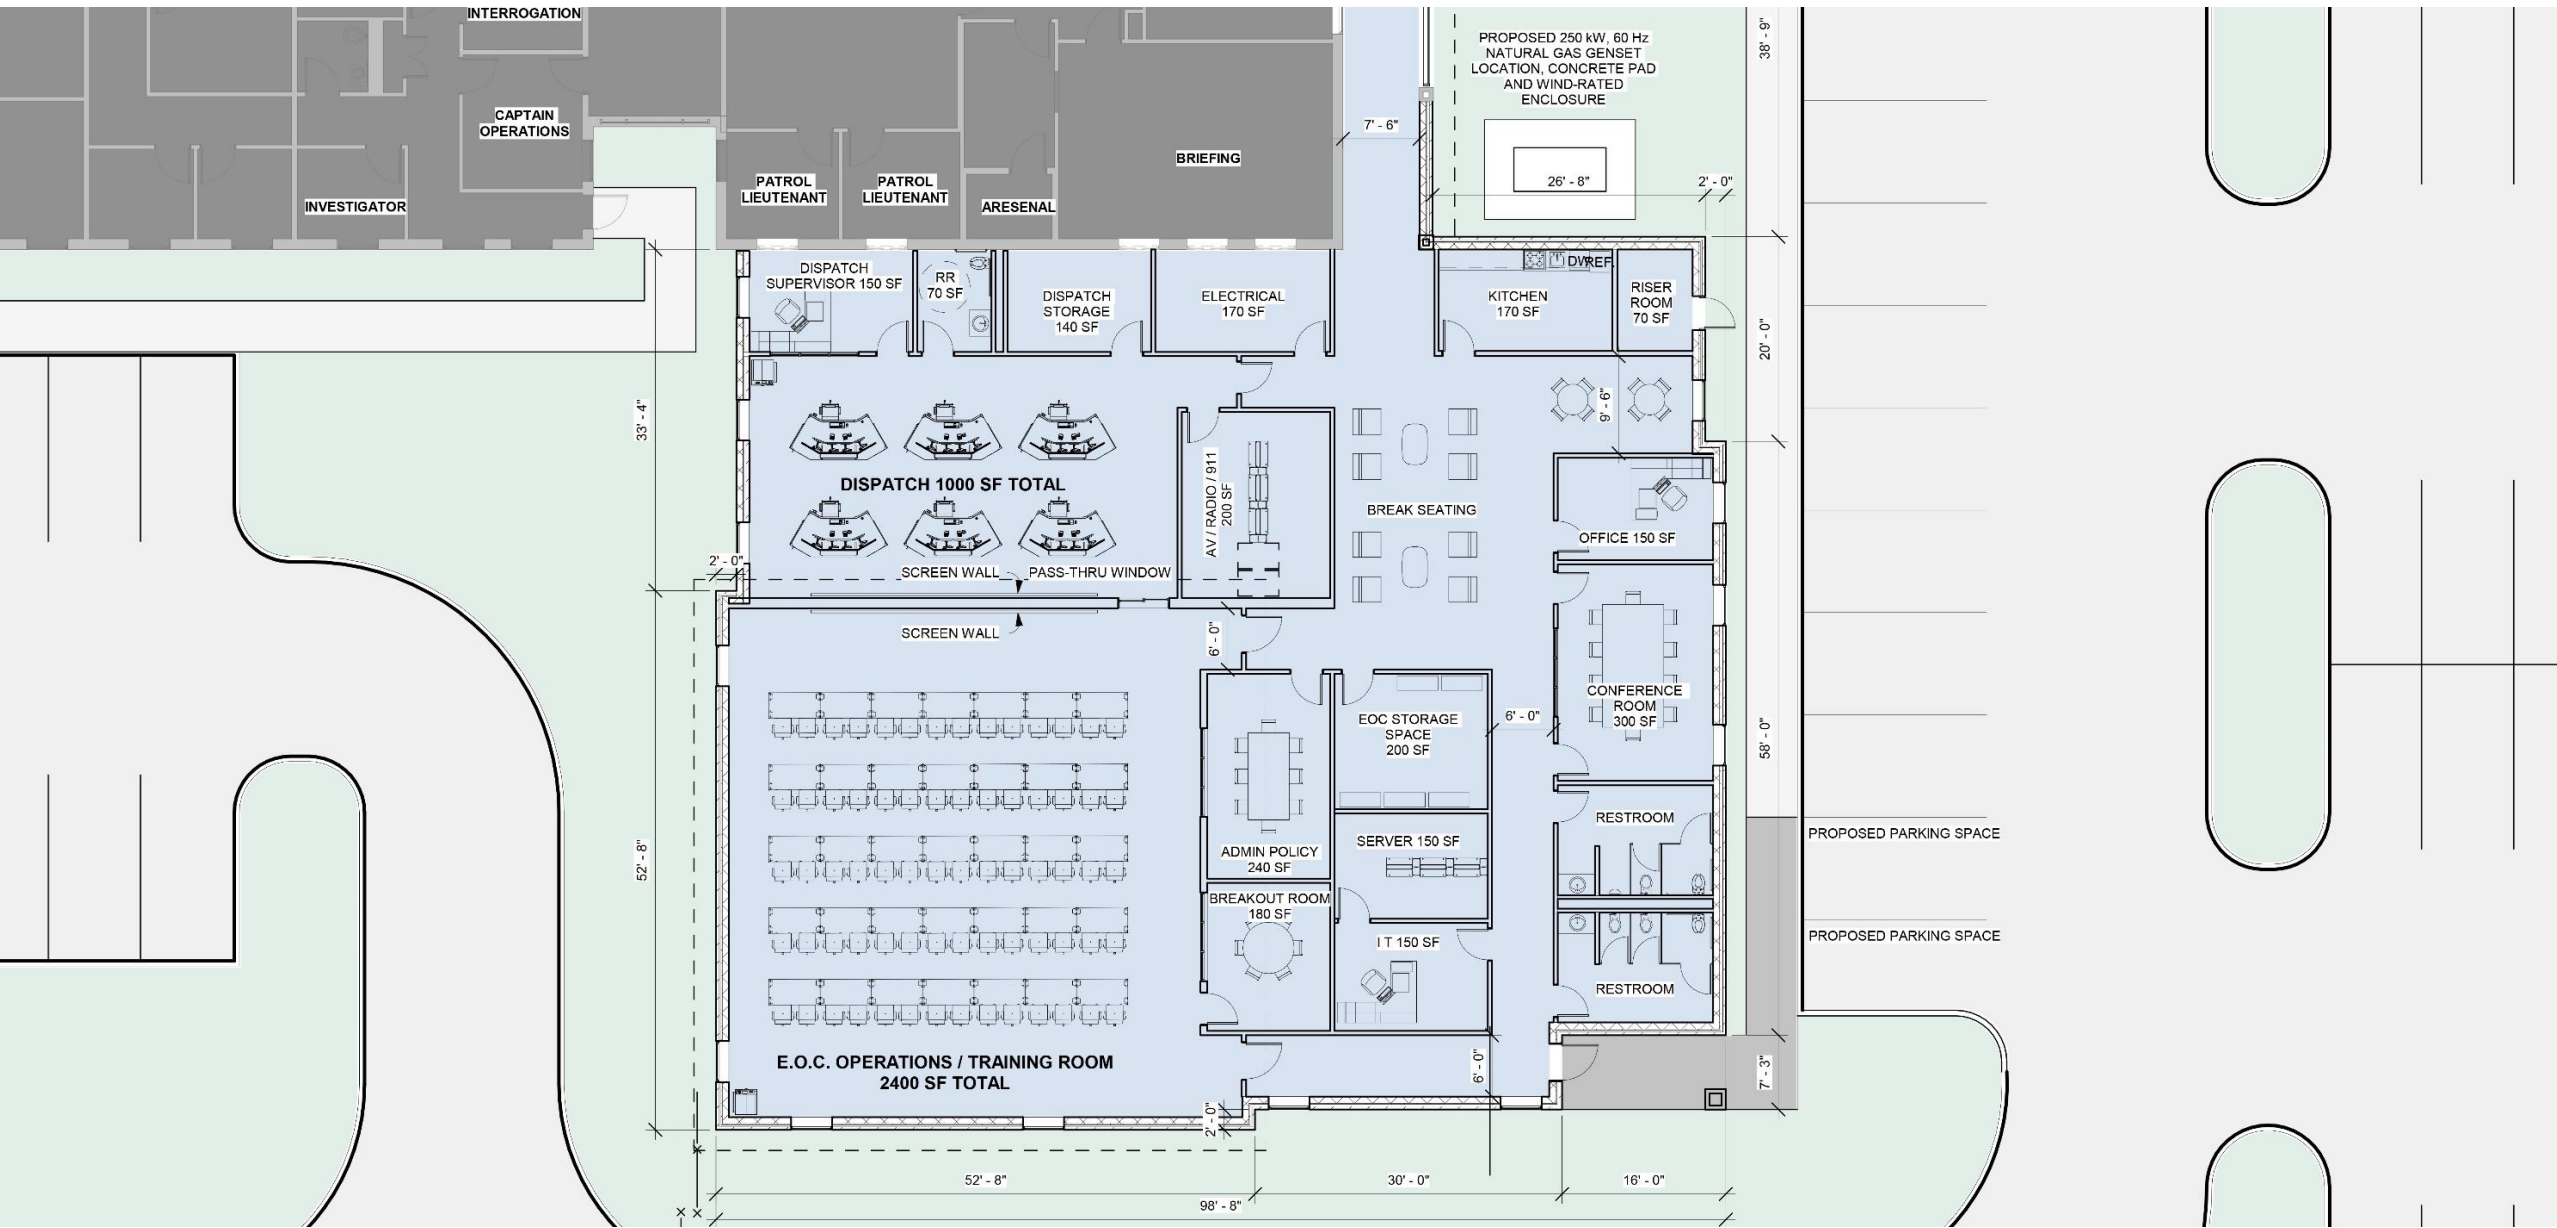 INTERROGATION
CAPTAIN
OPERATIONS
INVESTIGATOR
PATROL
LIEUTENANT
PATROL
LIEUTENANT
ARESENAL
BRIEFING
7' - 6"
PROPOSED 250 kW, 60 Hz
NATURAL GAS GENSET
LOCATION, CONCRETE PAD
AND WIND-RATED
ENCLOSURE
26' - 8"
2' - 0"
38' - 9"
DISPATCH
SUPERVISOR 150 SF
RR
70 SF
DISPATCH
STORAGE
140 SF
ELECTRICAL
170 SF
KITCHEN
170 SF
DW
REF.
RISER
ROOM
70 SF
20' - 0"
33' - 4"
9' - 6"
DISPATCH 1000 SF TOTAL
AV / RADIO / 911
200 SF
BREAK SEATING
OFFICE 150 SF
2' - 0"
SCREEN WALL
PASS-THRU WINDOW
SCREEN WALL
6' - 0"
CONFERENCE
ROOM
300 SF
EOC STORAGE
SPACE
200 SF
6' - 0"
58' - 0"
RESTROOM
PROPOSED PARKING SPACE
52' - 8"
ADMIN POLICY
240 SF
SERVER 150 SF
BREAKOUT ROOM
180 SF
I T 150 SF
PROPOSED PARKING SPACE
RESTROOM
E.O.C. OPERATIONS / TRAINING ROOM
2400 SF TOTAL
6' - 0"
7' - 3"
2' - 0"
52' - 8"
30' - 0"
16' - 0"
98' - 8"